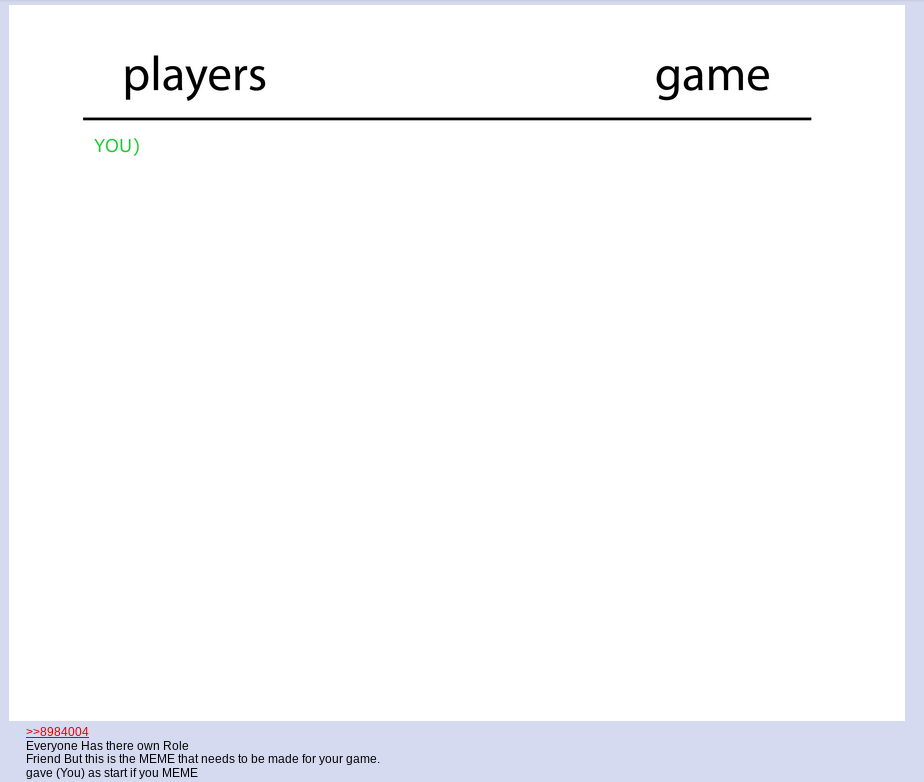 players game
YOU)
>>8984004
Everyone Has there own Role
Friend But this is the MEME that needs to be made for your game.
gave (You) as start if you MEME